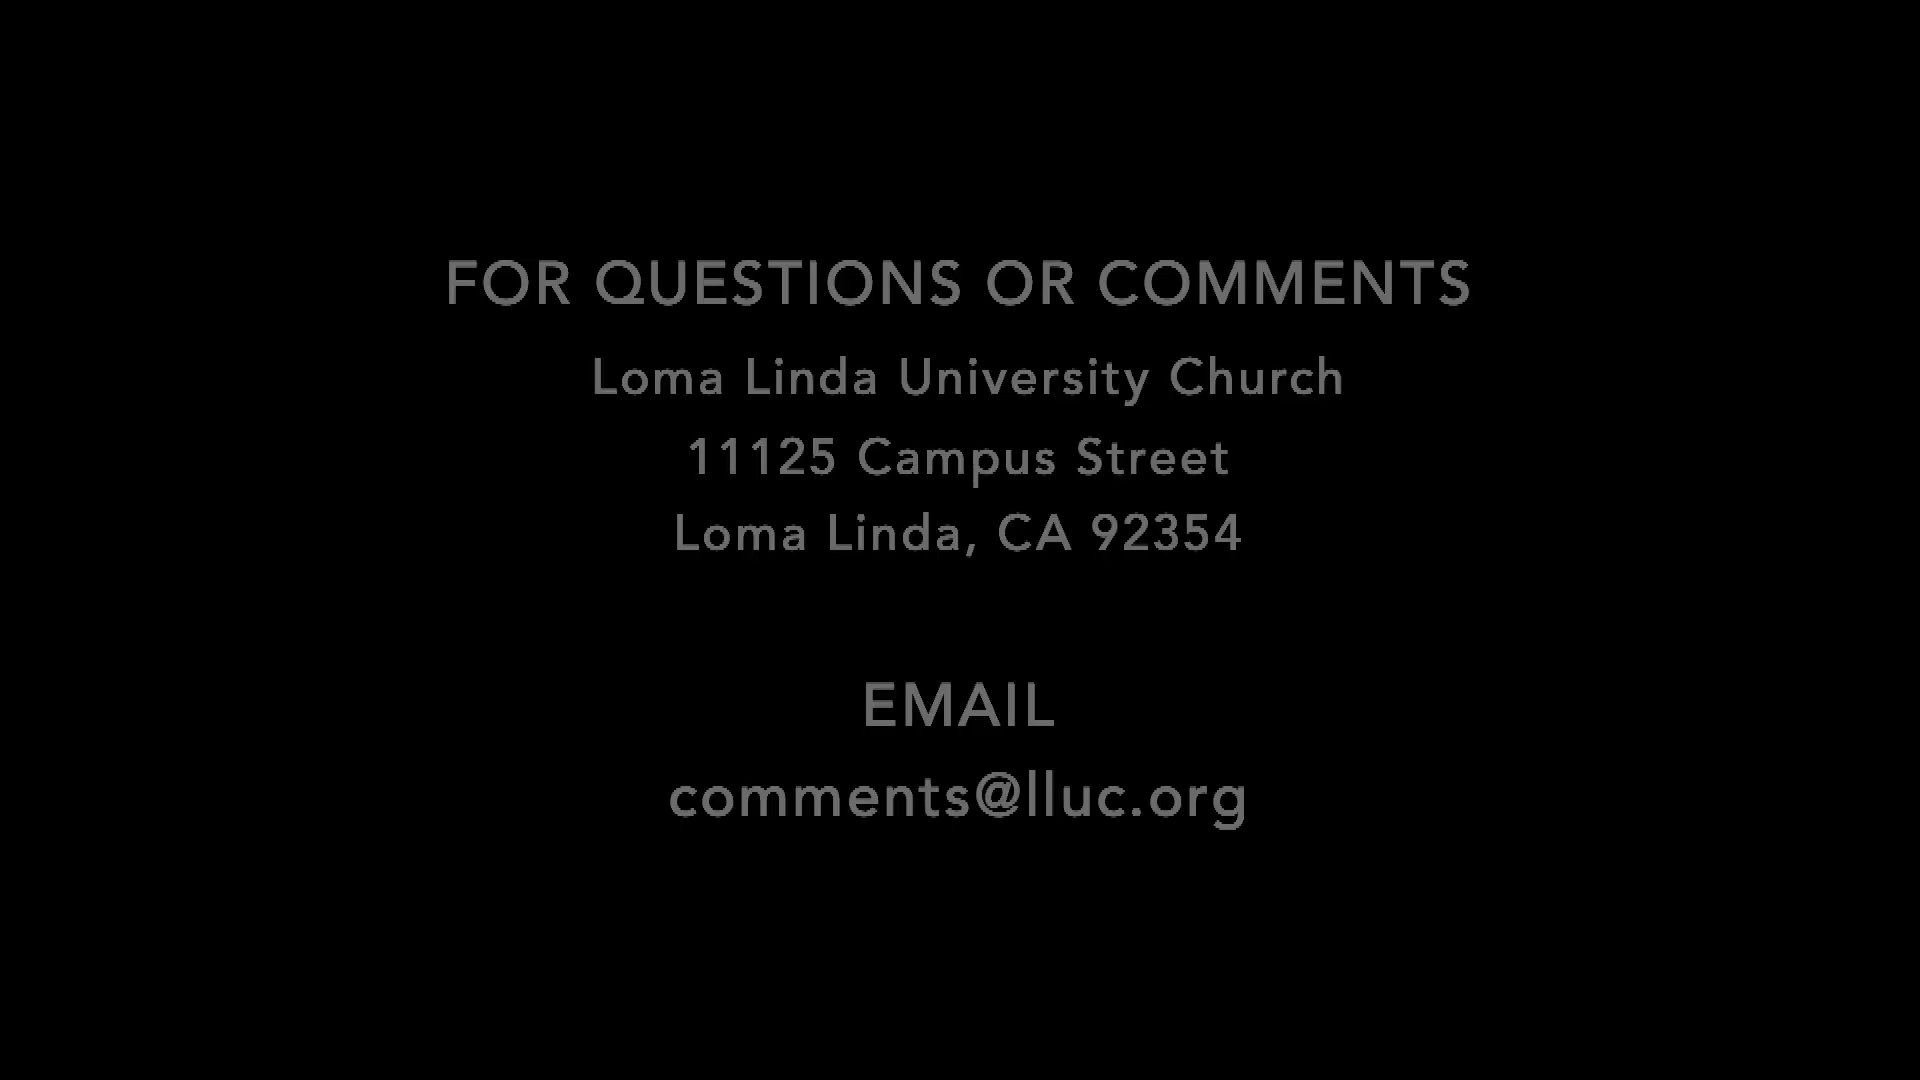 FOR QUESTIONS OR COMMENTS
Loma Linda University Church
11125 Campus Street
Loma Linda, CA 92354
EMAIL
comments@lluc.org